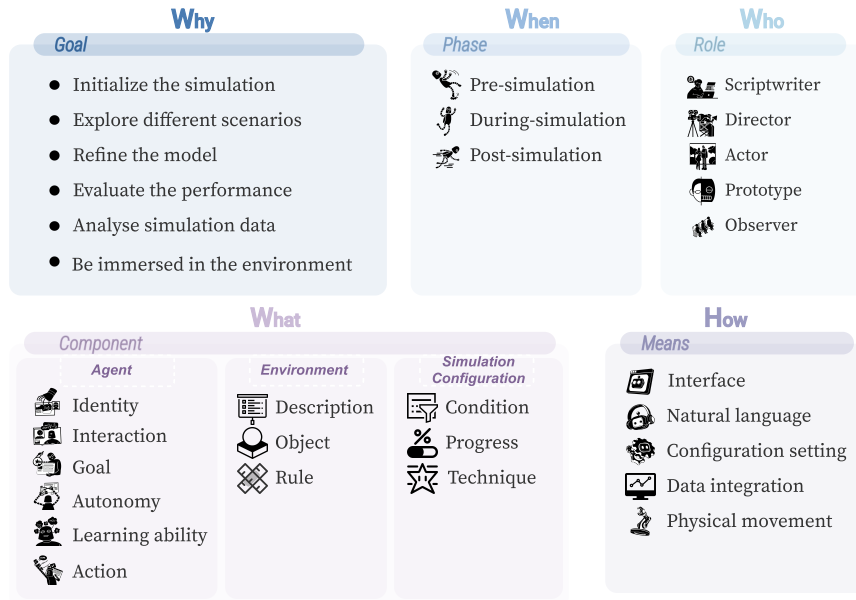 Why
Goal
Initialize the simulation
Explore different scenarios
Refine the model
Evaluate the performance
Analyse simulation data
Be immersed in the environment
When
Phase
Pre-simulation
During-simulation
Post-simulation
Who
Role
Scriptwriter
Director
Actor
Prototype
Observer
What
Component
Agent
Identity
Interaction
Goal
Autonomy
Learning ability
Action
Environment
Description
Object
Rule
Simulation
Configuration
Condition
Progress
Technique
How
Means
Interface
Natural language
Configuration setting
Data integration
Physical movement